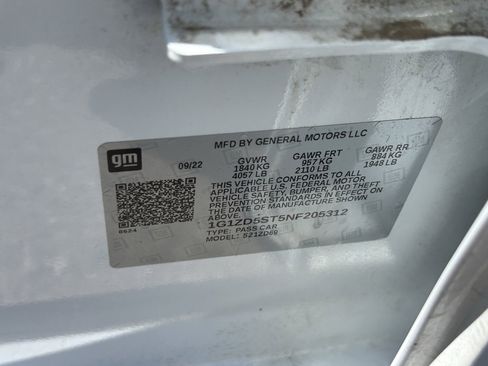 MFD BY GENERAL MOTORS LLC
gm
09/22 GVWR GAWR FRT GAWR RR
1840 KG 957 KG 884 KG
4057 LB 2110 LB 1948 LB
THIS VEHICLE CONFORMS TO ALL
APPLICABLE U.S. FEDERAL MOTOR
VEHICLE SAFETY, BUMPER, AND THEFT
PREVENTION STANDARDS IN EFFECT ON
THE DATE OF MANUFACTURE SHOWN
ABOVE.
1G1ZD5ST5NF205312
8624
TYPE: PASS CAR
MODEL: 521ZD69